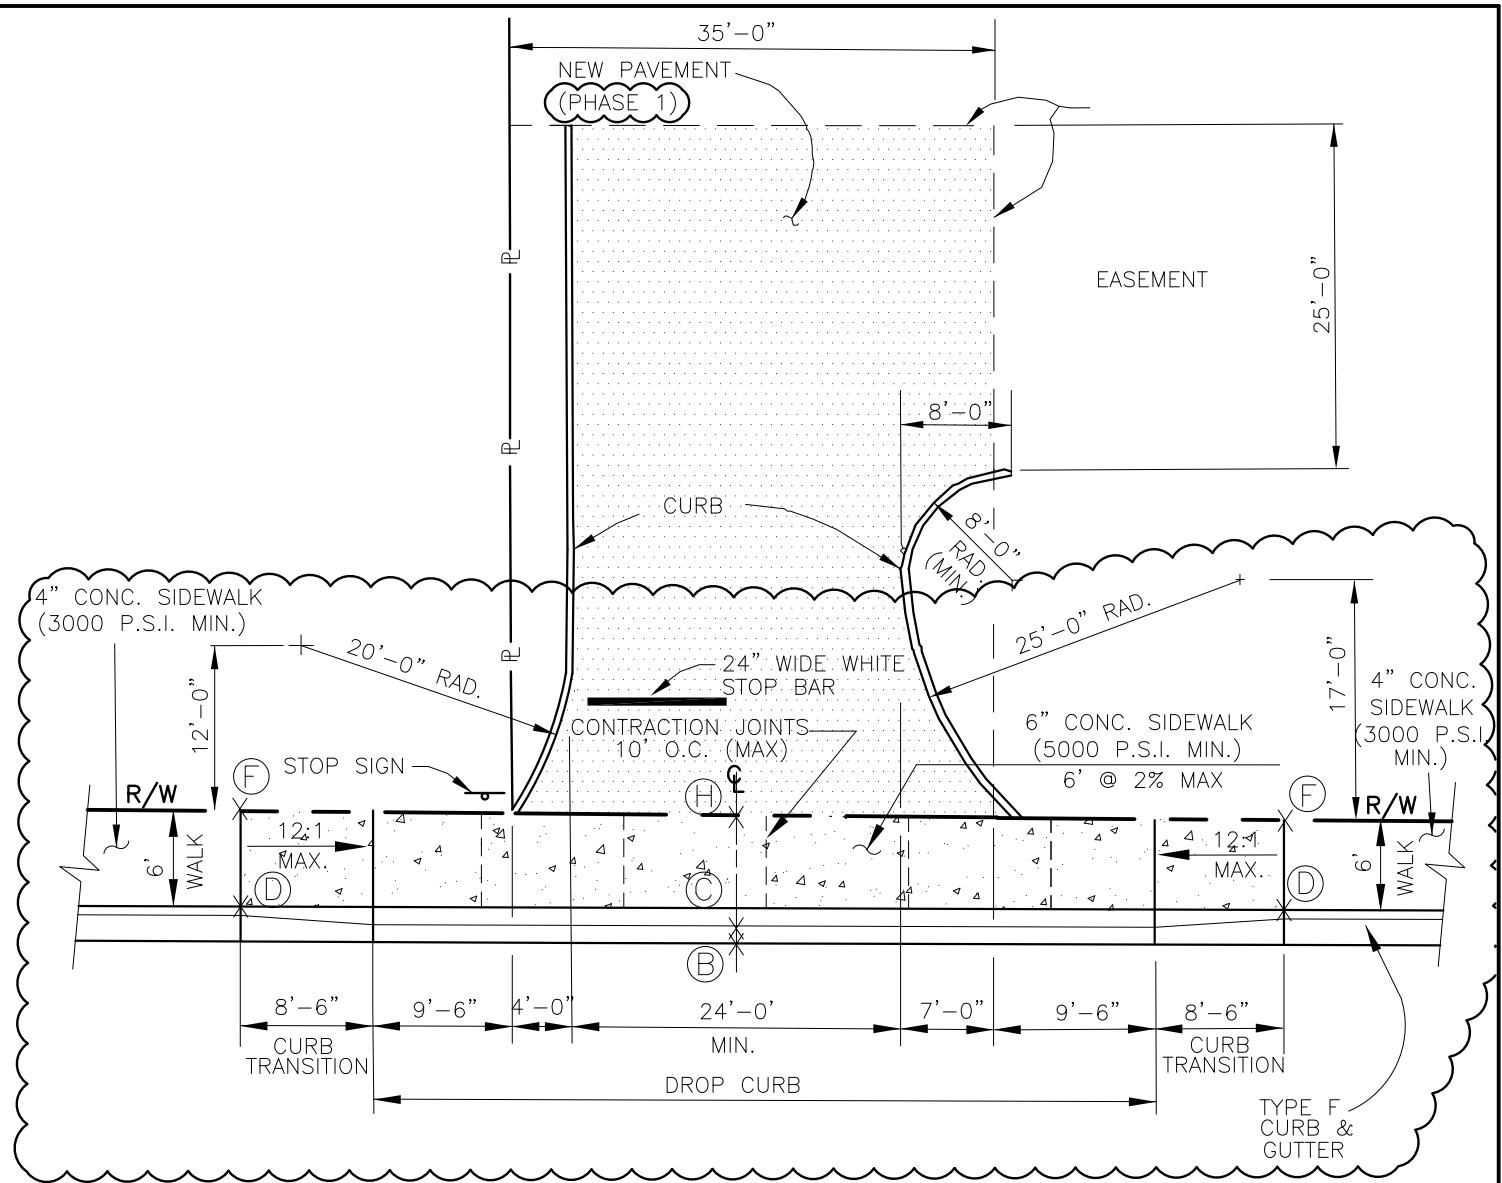 35'-0"
NEW PAVEMENT
(PHASE 1)
PL
EASEMENT
25'-0"
PL
8'-0"
CURB
8'-0"
RAD.
(MIN.)
4" CONC. SIDEWALK
(3000 P.S.I. MIN.)
20'-0" RAD.
PL
24" WIDE WHITE
STOP BAR
25'-0" RAD.
12'-0"
17'-0"
4" CONC.
SIDEWALK
(3000 P.S.I.
MIN.)
CONTRACTION JOINTS
10' O.C. (MAX)
6" CONC. SIDEWALK
(5000 P.S.I. MIN.)
6' @ 2% MAX
STOP SIGN
CL
F
H
F
R/W
R/W
12:1
MAX.
12:1
MAX.
6'
WALK
6'
WALK
D
C
D
B
8'-6"
9'-6"
4'-0"
24'-0'
7'-0"
9'-6"
8'-6"
CURB
TRANSITION
MIN.
CURB
TRANSITION
DROP CURB
TYPE F
CURB &
GUTTER